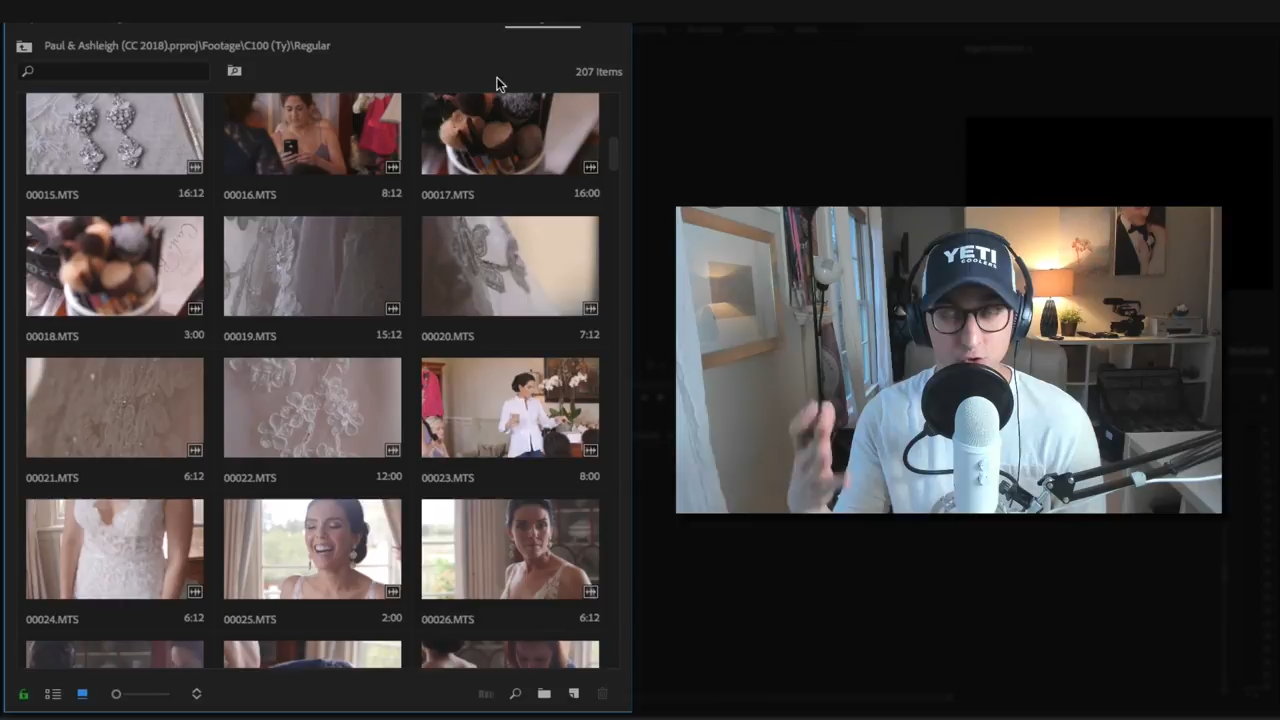 Paul & Ashleigh (CC 2018).prproj\Footage\C100 (Ty)\Regular
207 Items
00015.MTS 16:12
00016.MTS 8:12
00017.MTS 16:00
00018.MTS 3:00
00019.MTS 15:12
00020.MTS 7:12
00021.MTS 6:12
00022.MTS 12:00
00023.MTS 8:00
00024.MTS 6:12
00025.MTS 2:00
00026.MTS 6:12
YETI
COOLERS